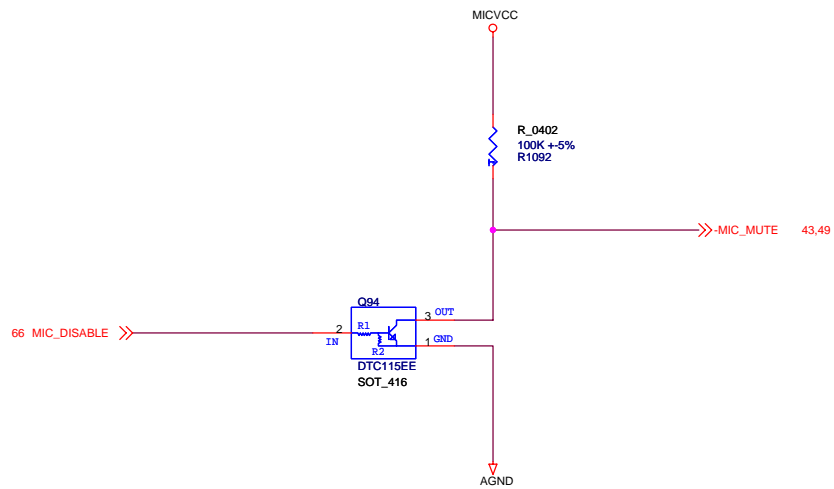 MICVCC
R_0402
100K +-5%
R1092
-MIC_MUTE 43,49
Q94
3 OUT
R1
66 MIC_DISABLE
2
IN
1 GND
R2
DTC115EE
SOT_416
AGND